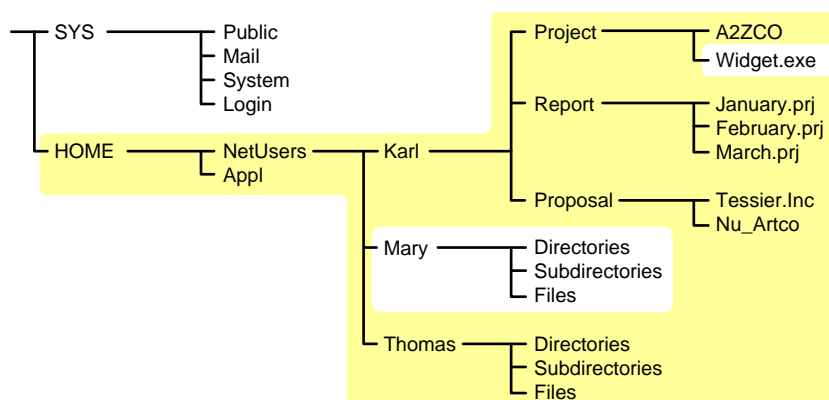 SYS Public Project A2ZCO
Mail Widget.exe
System
Login Report January.prj
February.prj
HOME NetUsers Karl March.prj
Appl
Proposal Tessier.Inc
Nu_Artco
Mary Directories
Subdirectories
Files
Thomas Directories
Subdirectories
Files